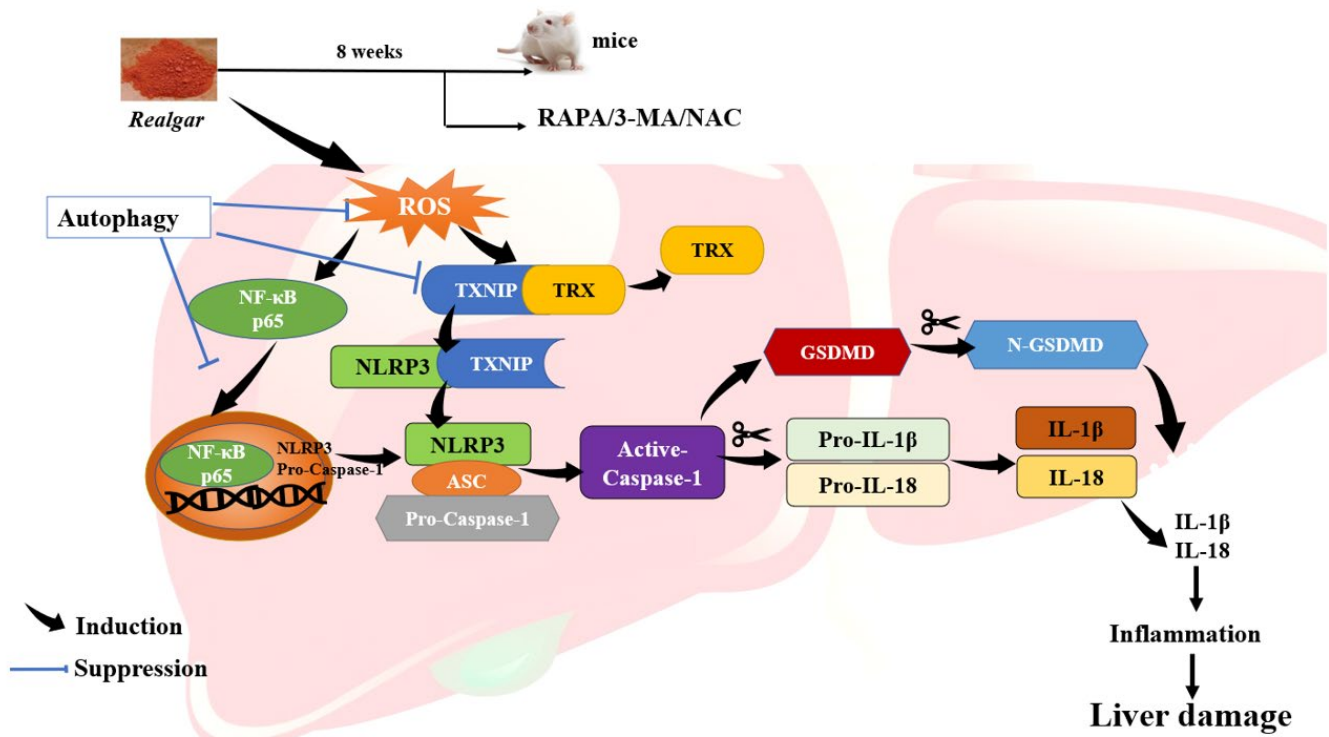 8 weeks
mice
Realgar
RAPA/3-MA/NAC
Autophagy
ROS
TRX
NF-κB
p65
TXNIP
TRX
NLRP3
TXNIP
GSDMD
N-GSDMD
NF-κB
p65
NLRP3
Pro-Caspase-1
NLRP3
ASC
Pro-Caspase-1
Active-
Caspase-1
Pro-IL-1β
Pro-IL-18
IL-1β
IL-18
IL-1β
IL-18
Induction
Suppression
Inflammation
Liver damage